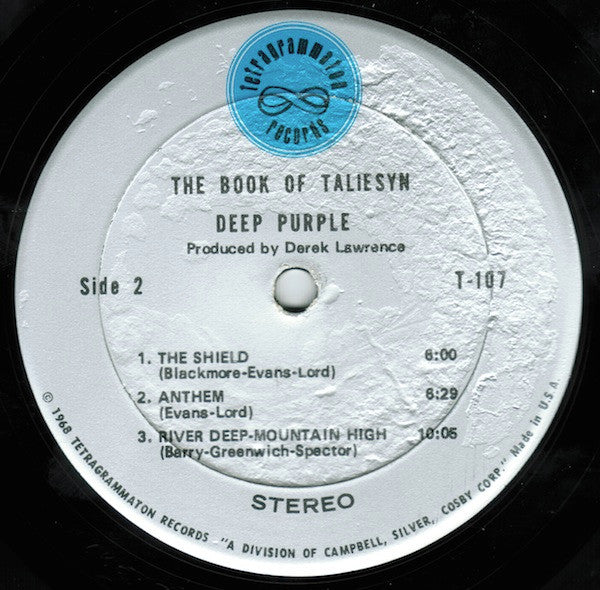 tetragrammaton
records
THE BOOK OF TALIESYN
DEEP PURPLE
Produced by Derek Lawrence
Side 2
T-107
1. THE SHIELD 6:00
(Blackmore-Evans-Lord)
2. ANTHEM 6:29
(Evans-Lord)
3. RIVER DEEP-MOUNTAIN HIGH 10:05
(Barry-Greenwich-Spector)
STEREO
© 1968 TETRAGRAMMATON RECORDS - "A DIVISION OF CAMPBELL, SILVER, COSBY CORP." Made in U.S.A.